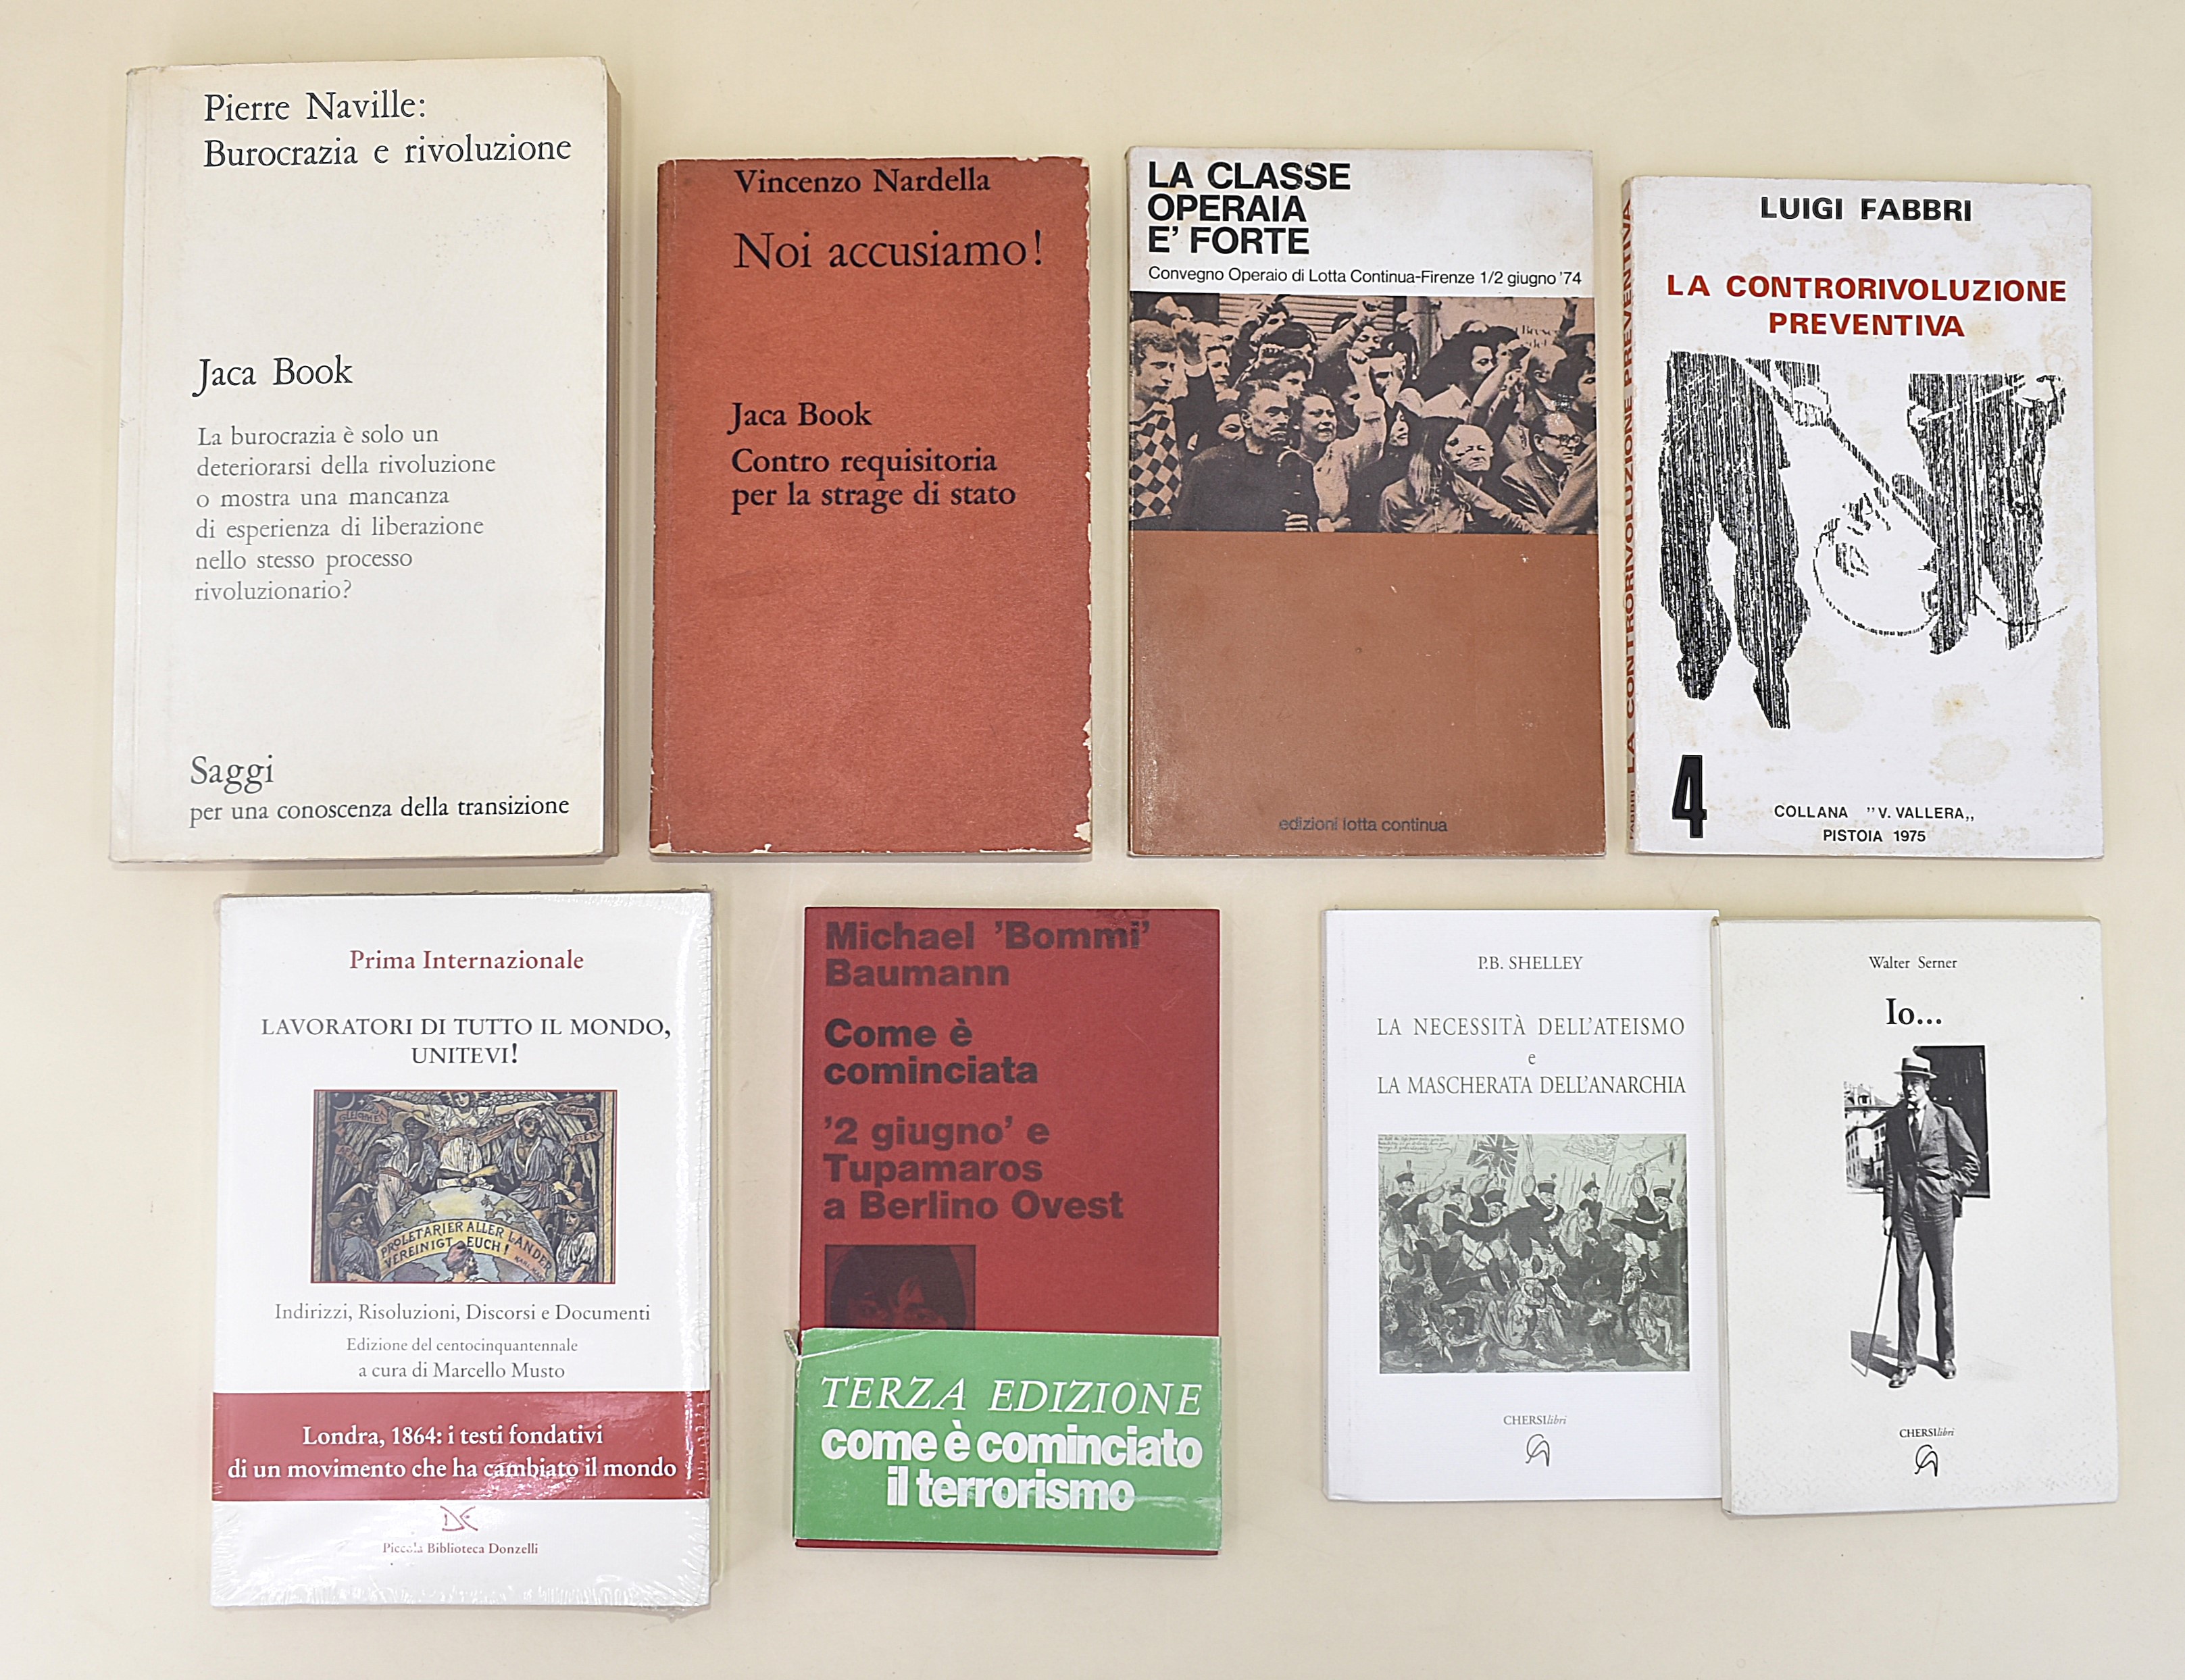 Pierre Naville:
Burocrazia e rivoluzione
Jaca Book
La burocrazia è solo un
deteriorarsi della rivoluzione
o mostra una mancanza
di esperienza di liberazione
nello stesso processo
rivoluzionario?
Saggi
per una conoscenza della transizione
Vincenzo Nardella
Noi accusiamo!
Jaca Book
Contro requisitoria
per la strage di stato
LA CLASSE
OPERAIA
E' FORTE
Convegno Operaio di Lotta Continua-Firenze 1/2 giugno '74
edizioni lotta continua
FABBRI LA CONTRORIVOLUZIONE PREVENTIVA
LUIGI FABBRI
LA CONTRORIVOLUZIONE
PREVENTIVA
4
COLLANA "V. VALLERA,,
PISTOIA 1975
Prima Internazionale
LAVORATORI DI TUTTO IL MONDO,
UNITEVI!
PROLETARIER ALLER LÄNDER
VEREINIGT EUCH!
KARL MARX
Indirizzi, Risoluzioni, Discorsi e Documenti
Edizione del centocinquantennale
a cura di Marcello Musto
Londra, 1864: i testi fondativi
di un movimento che ha cambiato il mondo
Piccola Biblioteca Donzelli
Michael 'Bommi'
Baumann
Come è
cominciata
'2 giugno' e
Tupamaros
a Berlino Ovest
TERZA EDIZIONE
come è cominciato
il terrorismo
P.B. SHELLEY
LA NECESSITÀ DELL'ATEISMO
e
LA MASCHERATA DELL'ANARCHIA
CHERSIlibri
Walter Serner
Io...
CHERSIlibri